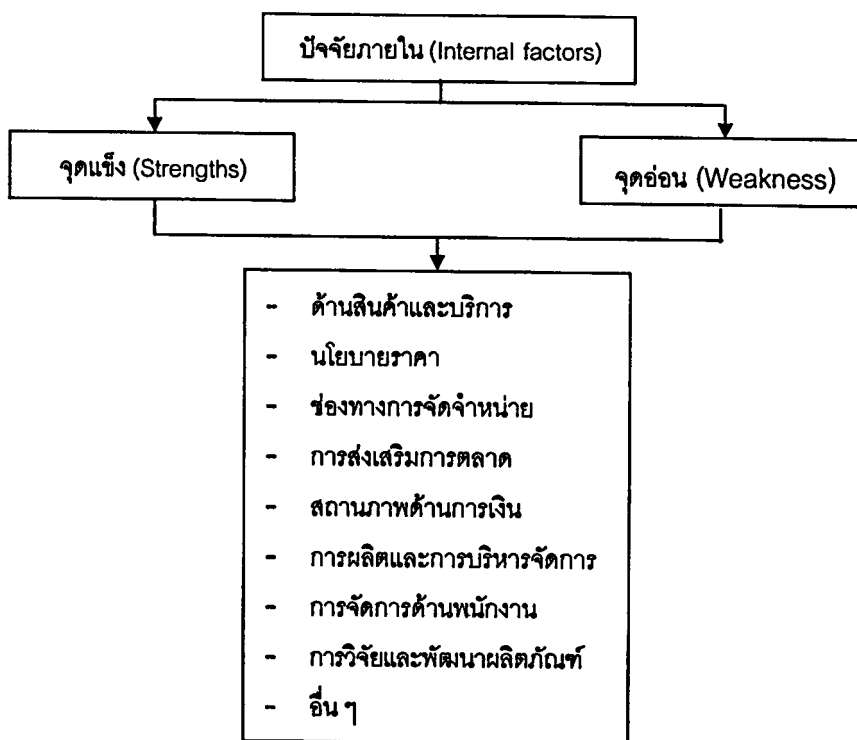 ปัจจัยภายใน (Internal factors)
จุดแข็ง (Strengths)
จุดอ่อน (Weakness)
- ด้านสินค้าและบริการ
- นโยบายราคา
- ช่องทางการจัดจำหน่าย
- การส่งเสริมการตลาด
- สถานภาพด้านการเงิน
- การผลิตและการบริหารจัดการ
- การจัดการด้านพนักงาน
- การวิจัยและพัฒนาผลิตภัณฑ์
- อื่น ๆ